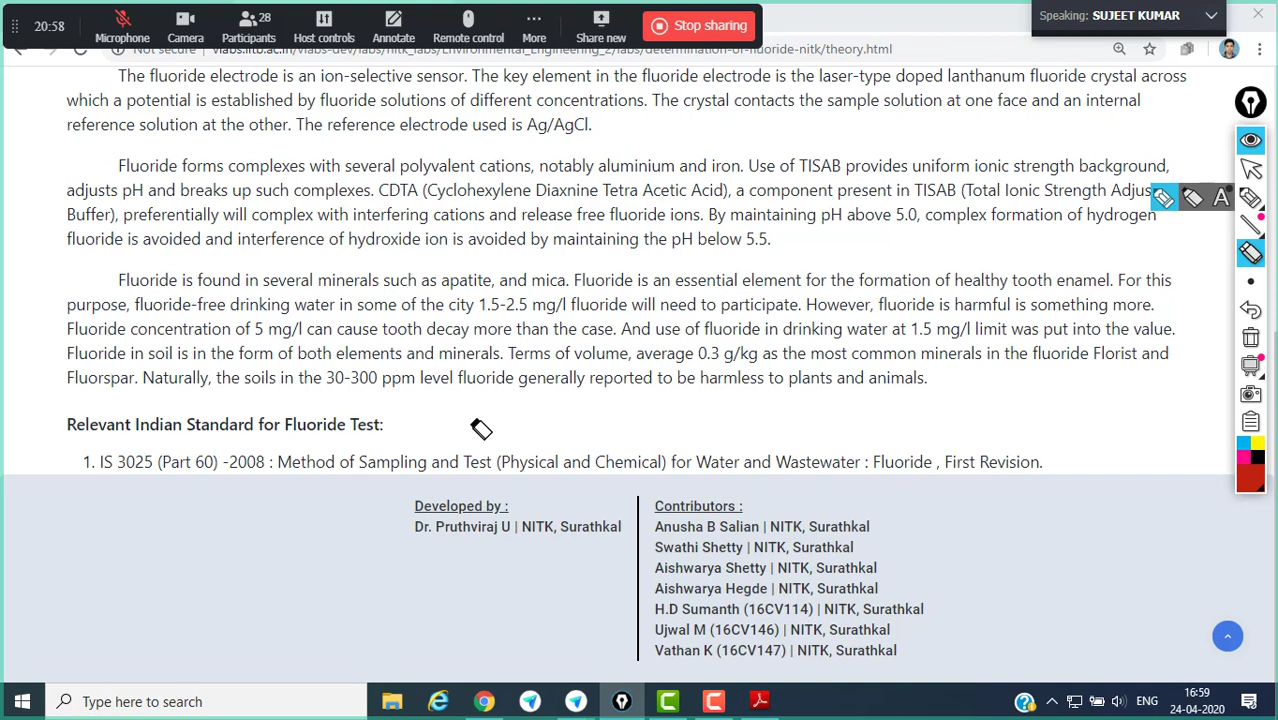 20:58
28
Microphone
Camera
Participants
Host controls
Annotate
Remote control
More
Share new
Stop sharing
Speaking: SUJEET KUMAR
determination-of-fluoride-nitk/theory.html
The fluoride electrode is an ion-selective sensor. The key element in the fluoride electrode is the laser-type doped lanthanum fluoride crystal across
which a potential is established by fluoride solutions of different concentrations. The crystal contacts the sample solution at one face and an internal
reference solution at the other. The reference electrode used is Ag/AgCl.
Fluoride forms complexes with several polyvalent cations, notably aluminium and iron. Use of TISAB provides uniform ionic strength background,
adjusts pH and breaks up such complexes. CDTA (Cyclohexylene Diaxnine Tetra Acetic Acid), a component present in TISAB (Total Ionic Strength Adjus
A
Buffer), preferentially will complex with interfering cations and release free fluoride ions. By maintaining pH above 5.0, complex formation of hydrogen
fluoride is avoided and interference of hydroxide ion is avoided by maintaining the pH below 5.5.
Fluoride is found in several minerals such as apatite, and mica. Fluoride is an essential element for the formation of healthy tooth enamel. For this
purpose, fluoride-free drinking water in some of the city 1.5-2.5 mg/l fluoride will need to participate. However, fluoride is harmful is something more.
Fluoride concentration of 5 mg/l can cause tooth decay more than the case. And use of fluoride in drinking water at 1.5 mg/l limit was put into the value.
Fluoride in soil is in the form of both elements and minerals. Terms of volume, average 0.3 g/kg as the most common minerals in the fluoride Florist and
Fluorspar. Naturally, the soils in the 30-300 ppm level fluoride generally reported to be harmless to plants and animals.
Relevant Indian Standard for Fluoride Test:
1. IS 3025 (Part 60) -2008 : Method of Sampling and Test (Physical and Chemical) for Water and Wastewater : Fluoride , First Revision.
Developed by :
Dr. Pruthviraj U | NITK, Surathkal
Contributors :
Anusha B Salian | NITK, Surathkal
Swathi Shetty | NITK, Surathkal
Aishwarya Shetty | NITK, Surathkal
Aishwarya Hegde | NITK, Surathkal
H.D Sumanth (16CV114) | NITK, Surathkal
Ujwal M (16CV146) | NITK, Surathkal
Vathan K (16CV147) | NITK, Surathkal
Type here to search
ENG
16:59
24-04-2020